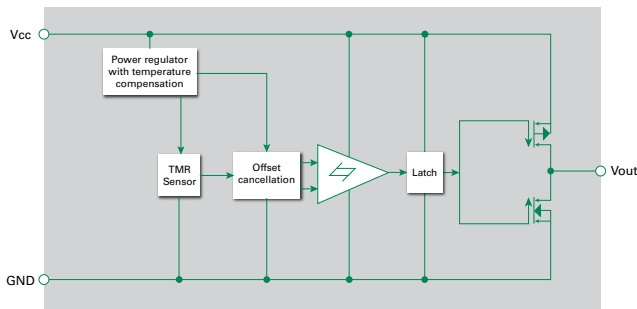 Vcc
Power regulator
with temperature
compensation
TMR
Sensor
Offset
cancellation
Latch
Vout
GND